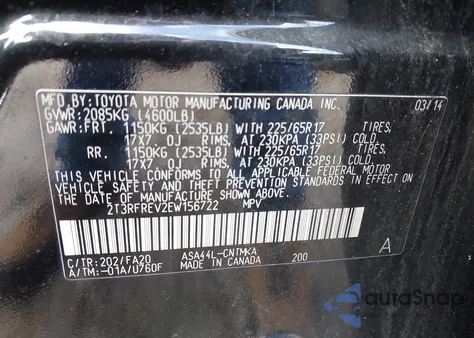 MFD. BY: TOYOTA MOTOR MANUFACTURING CANADA INC. 03/14
GVWR: 2085KG (4600LB)
GAWR: FRT. 1150KG (2535LB) WITH 225/65R17 TIRES,
17X7 OJ RIMS, AT 230KPA (33PSI) COLD
RR. 1150KG (2535LB) WITH 225/65R17 TIRES,
17X7 OJ RIMS, AT 230KPA (33PSI) COLD.
THIS VEHICLE CONFORMS TO ALL APPLICABLE FEDERAL MOTOR
VEHICLE SAFETY AND THEFT PREVENTION STANDARDS IN EFFECT
ON THE DATE OF MANUFACTURE SHOWN ABOVE.
2T3RFREV2EW156722 MPV
C/TR: 202/FA20 ASA44L-CNTMKA A
A/TM: -01A/U760F MADE IN CANADA 200
autoSnap